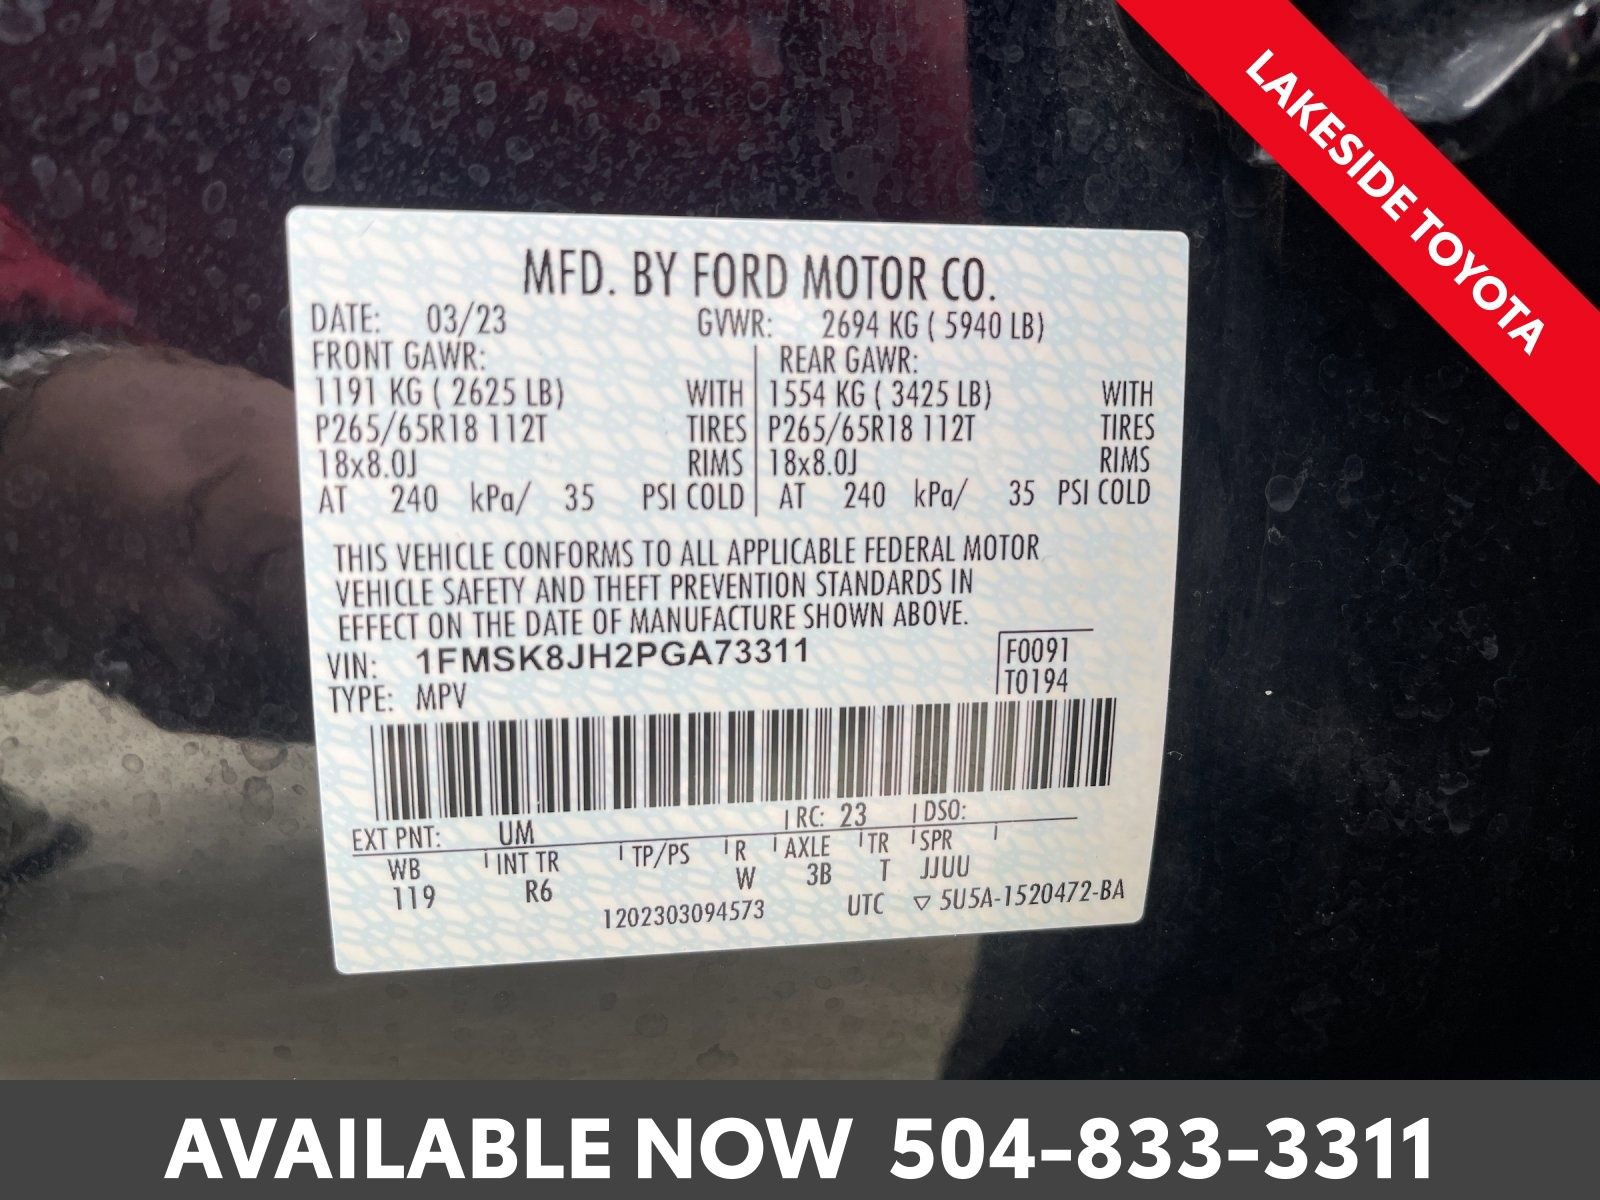 LAKESIDE TOYOTA
MFD. BY FORD MOTOR CO.
DATE: 03/23 GVWR: 2694 KG ( 5940 LB)
FRONT GAWR: REAR GAWR:
1191 KG ( 2625 LB) WITH 1554 KG ( 3425 LB) WITH
P265/65R18 112T TIRES P265/65R18 112T TIRES
18x8.0J RIMS 18x8.0J RIMS
AT 240 kPa/ 35 PSI COLD AT 240 kPa/ 35 PSI COLD
THIS VEHICLE CONFORMS TO ALL APPLICABLE FEDERAL MOTOR
VEHICLE SAFETY AND THEFT PREVENTION STANDARDS IN
EFFECT ON THE DATE OF MANUFACTURE SHOWN ABOVE.
VIN: 1FMSK8JH2PGA73311 F0091
TYPE: MPV T0194
EXT PNT: UM RC: 23 DSO:
WB INT TR TP/PS R AXLE TR SPR
119 R6 W 3B T JJUU
1202303094573 UTC ▽ 5U5A-1520472-BA
AVAILABLE NOW 504-833-3311